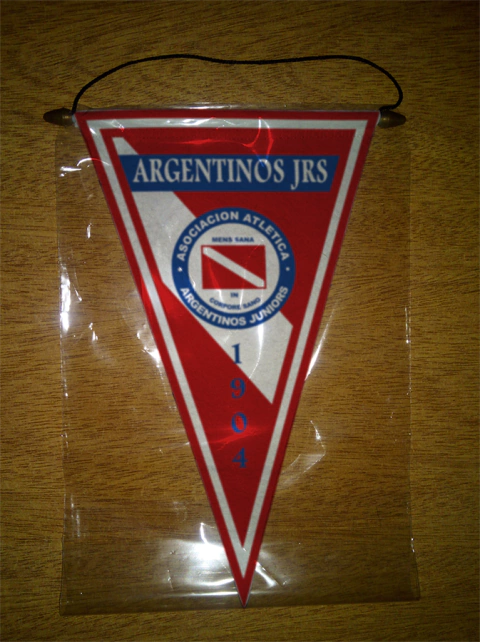 ARGENTINOS JRS
ASOCIACION ATLETICA
MENS SANA
IN
CORPORE SANO
ARGENTINOS JUNIORS
1
9
0
4